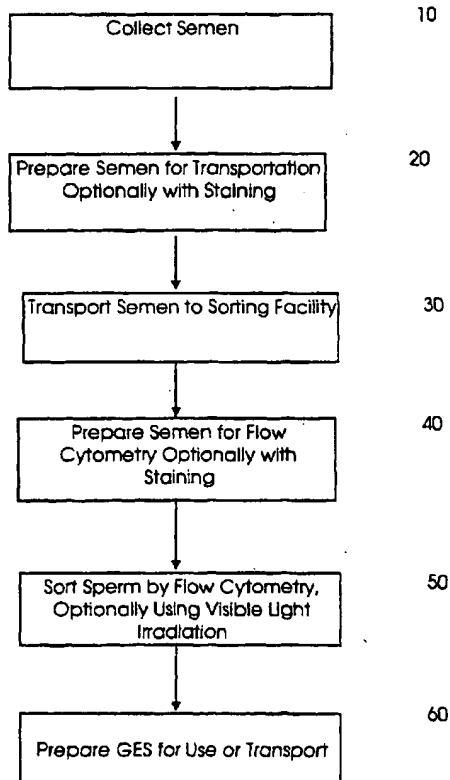 10
Collect Semen
20
Prepare Semen for Transportation
Optionally with Staining
30
Transport Semen to Sorting Facility
40
Prepare Semen for Flow
Cytometry Optionally with
Staining
50
Sort Sperm by Flow Cytometry,
Optionally Using Visible Light
Irradiation
60
Prepare GES for Use or Transport